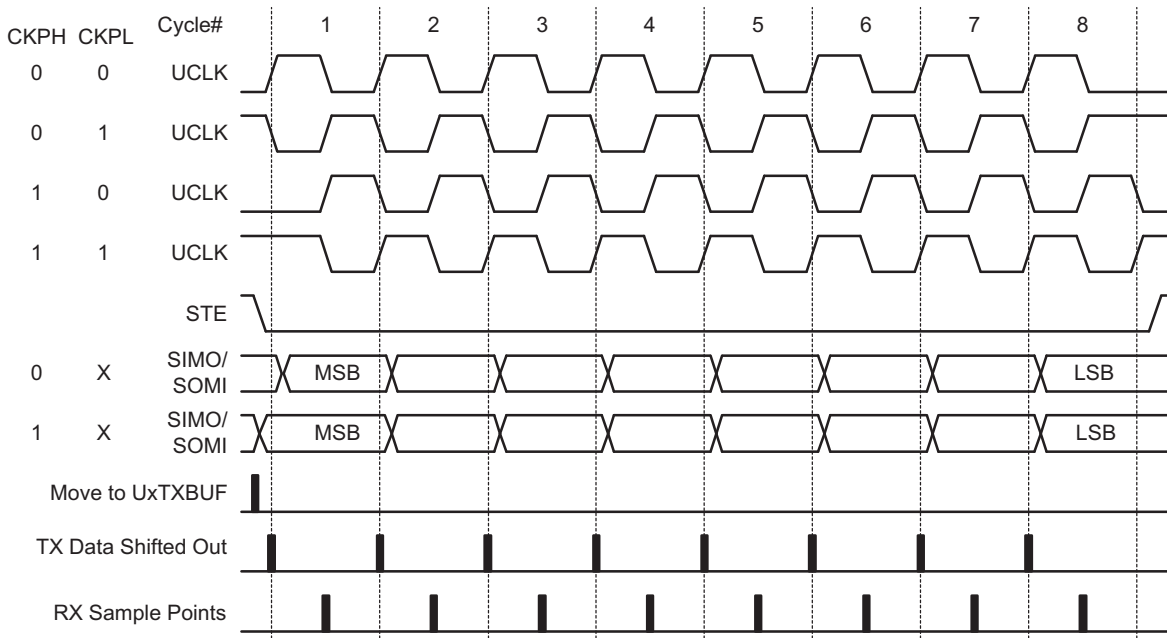 Cycle# 1 2 3 4 5 6 7 8
CKPH CKPL
0 0 UCLK
0 1 UCLK
1 0 UCLK
1 1 UCLK
STE
0 X SIMO/
SOMI MSB LSB
1 X SIMO/
SOMI MSB LSB
Move to UxTXBUF
TX Data Shifted Out
RX Sample Points